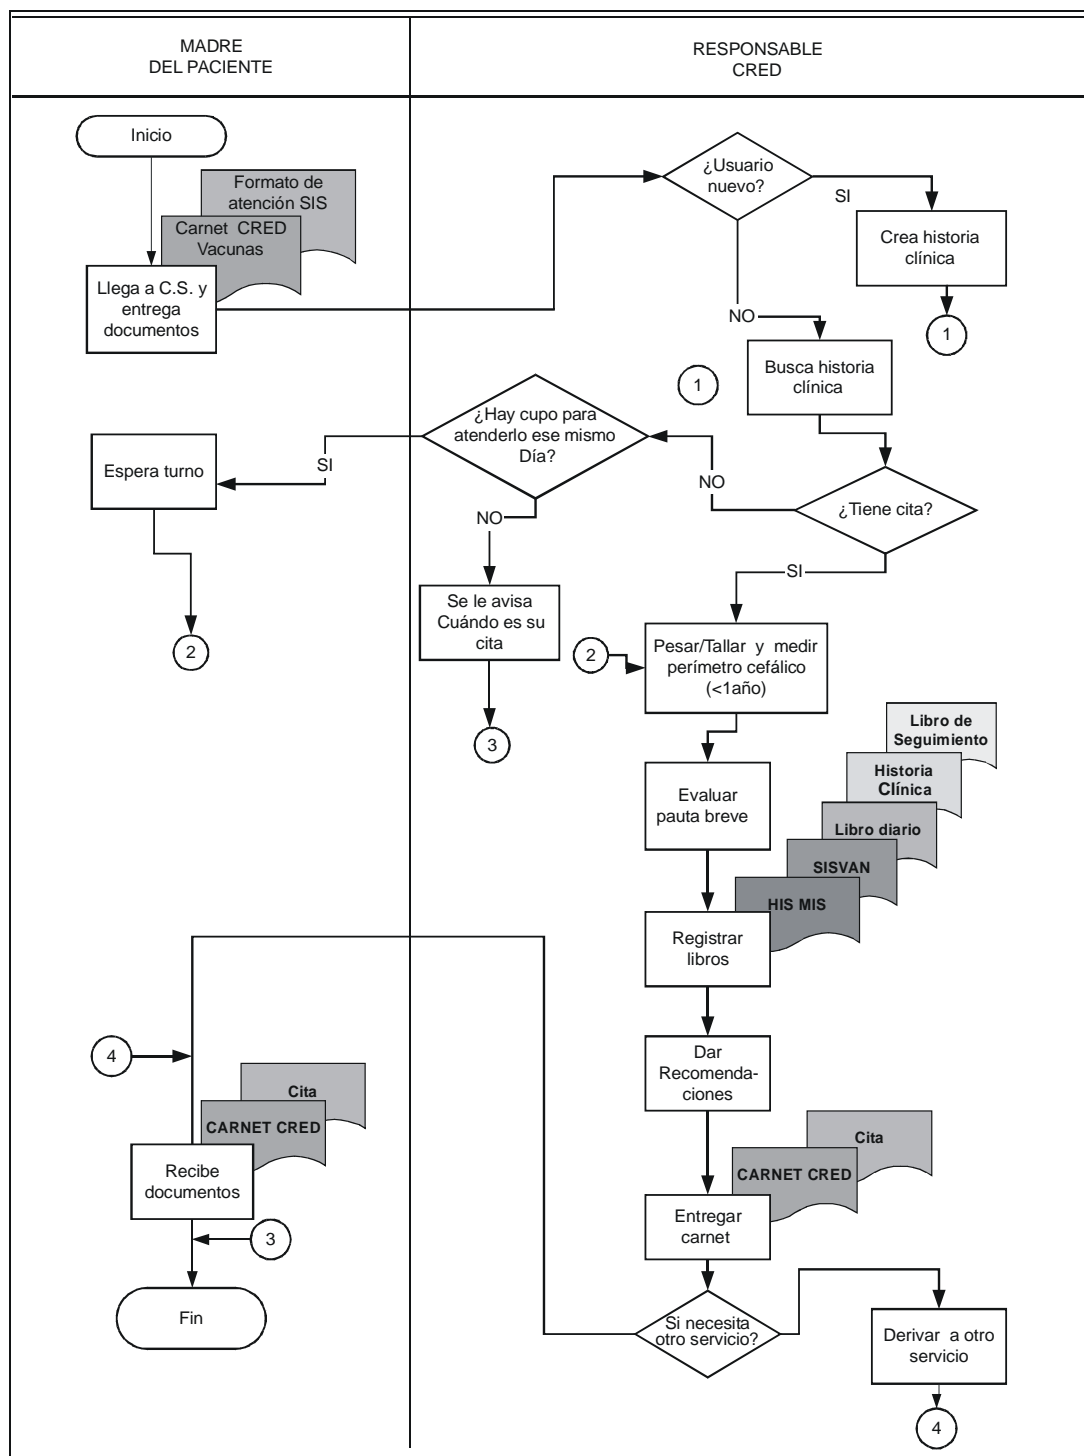 MADRE
DEL PACIENTE
RESPONSABLE
CRED
Inicio
Formato de
atención SIS
Carnet CRED
Vacunas
Llega a C.S. y
entrega
documentos
¿Usuario
nuevo?
SI
Crea historia
clínica
1
NO
Busca historia
clínica
1
¿Hay cupo para
atenderlo ese mismo
Día?
SI
Espera turno
2
NO
¿Tiene cita?
NO
Se le avisa
Cuándo es su
cita
3
SI
2
Pesar/Tallar y medir
perímetro cefálico
(<1año)
Evaluar
pauta breve
Libro de
Seguimiento
Historia
Clínica
Libro diario
SISVAN
HIS MIS
Registrar
libros
Dar
Recomenda-
ciones
Cita
CARNET CRED
Entregar
carnet
Si necesita
otro servicio?
Derivar a otro
servicio
4
4
Cita
CARNET CRED
Recibe
documentos
3
Fin